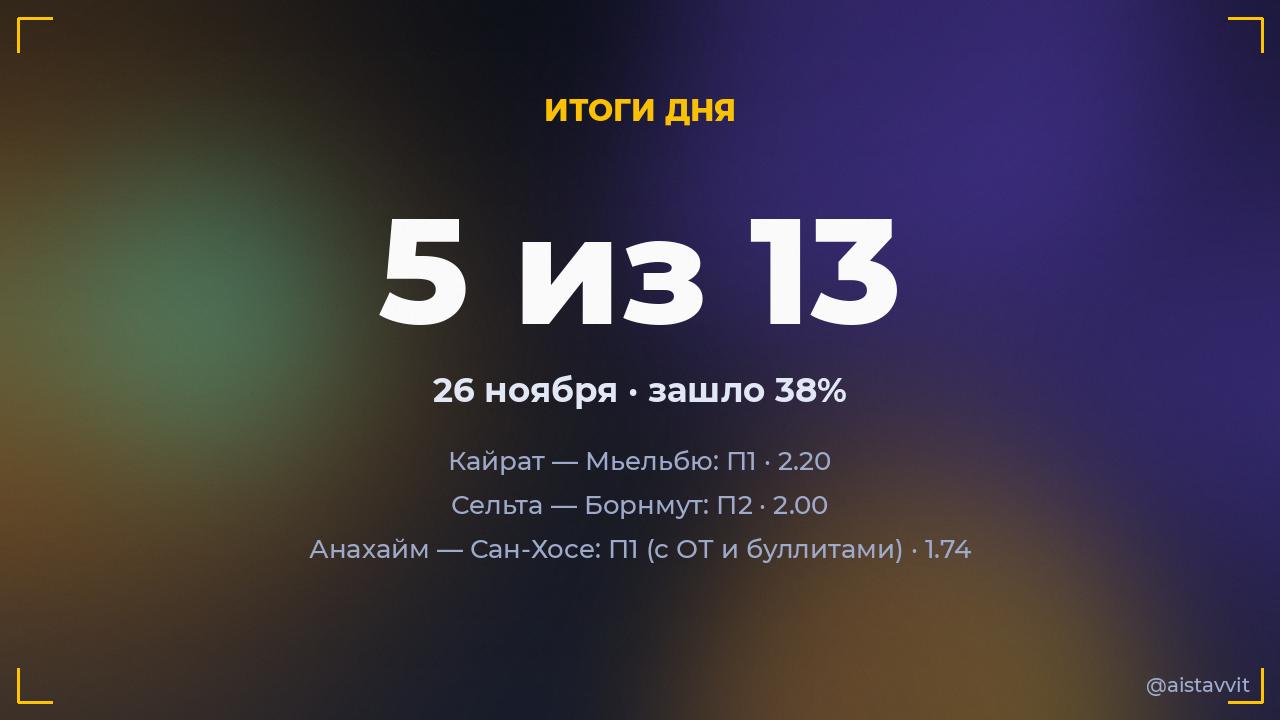 ИТОГИ ДНЯ
5 из 13
26 ноября · зашло 38%
Кайрат — Мьельбю: П1 · 2.20
Сельта — Борнмут: П2 · 2.00
Анахайм — Сан-Хосе: П1 (с ОТ и буллитами) · 1.74
@aistavvit